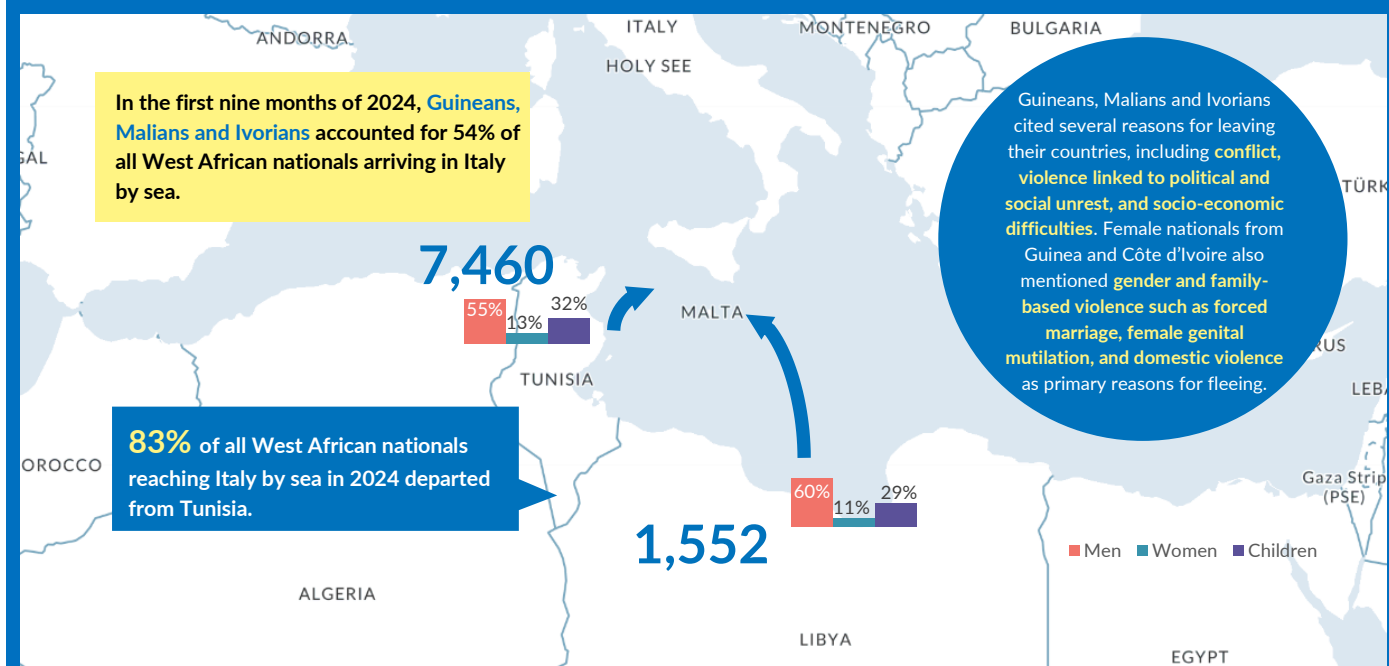 ANDORRA
ITALY
HOLY SEE
MONTENEGRO
BULGARIA
In the first nine months of 2024, Guineans,
Malians and Ivorians accounted for 54% of
all West African nationals arriving in Italy
by sea.
Guineans, Malians and Ivorians
cited several reasons for leaving
their countries, including conflict,
violence linked to political and
social unrest, and socio-economic
difficulties. Female nationals from
Guinea and Côte d’Ivoire also
mentioned gender and family-
based violence such as forced
marriage, female genital
mutilation, and domestic violence
as primary reasons for fleeing.
GAL
TÜRK
7,460
55%
13%
32%
MALTA
RUS
TUNISIA
LEBA
83% of all West African nationals
reaching Italy by sea in 2024 departed
from Tunisia.
OROCCO
Gaza Strip
(PSE)
60%
11%
29%
1,552
Men
Women
Children
ALGERIA
LIBYA
EGYPT